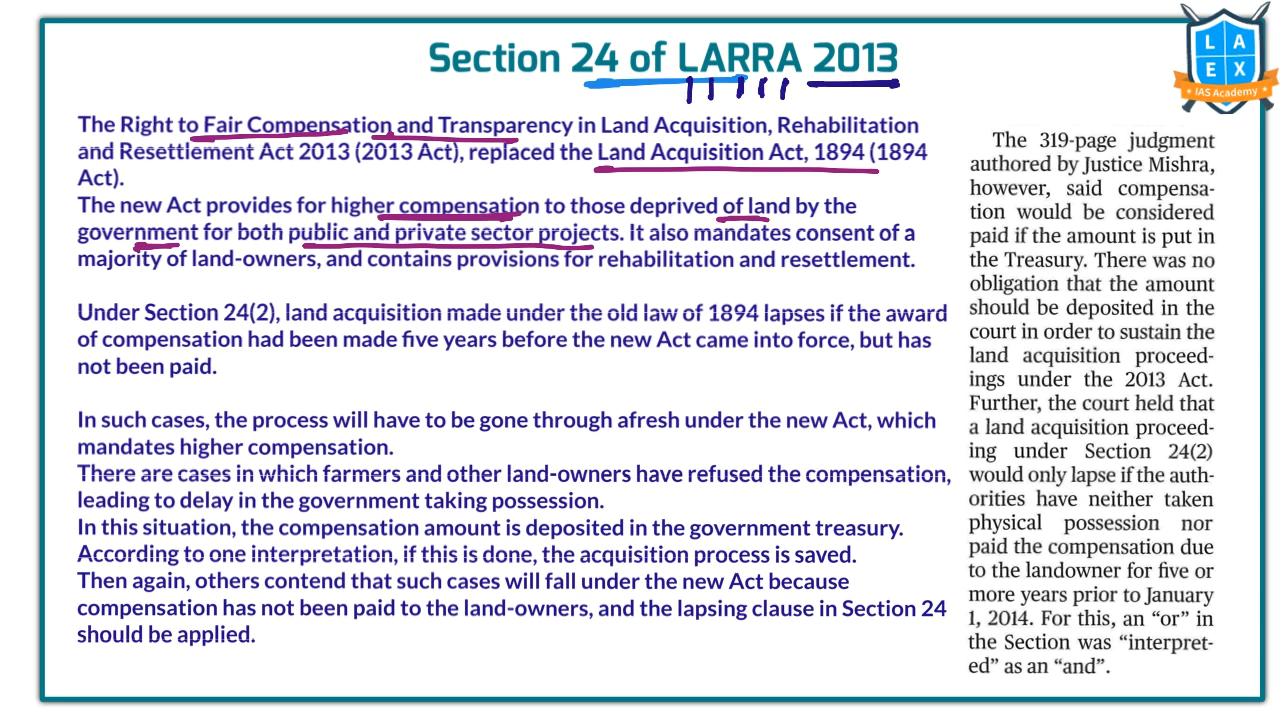 Section 24 of LARRA 2013
L A
E X
IAS Academy
The Right to Fair Compensation and Transparency in Land Acquisition, Rehabilitation
and Resettlement Act 2013 (2013 Act), replaced the Land Acquisition Act, 1894 (1894
Act).
The new Act provides for higher compensation to those deprived of land by the
government for both public and private sector projects. It also mandates consent of a
majority of land-owners, and contains provisions for rehabilitation and resettlement.
Under Section 24(2), land acquisition made under the old law of 1894 lapses if the award
of compensation had been made five years before the new Act came into force, but has
not been paid.
In such cases, the process will have to be gone through afresh under the new Act, which
mandates higher compensation.
There are cases in which farmers and other land-owners have refused the compensation,
leading to delay in the government taking possession.
In this situation, the compensation amount is deposited in the government treasury.
According to one interpretation, if this is done, the acquisition process is saved.
Then again, others contend that such cases will fall under the new Act because
compensation has not been paid to the land-owners, and the lapsing clause in Section 24
should be applied.
The 319-page judgment
authored by Justice Mishra,
however, said compensa-
tion would be considered
paid if the amount is put in
the Treasury. There was no
obligation that the amount
should be deposited in the
court in order to sustain the
land acquisition proceed-
ings under the 2013 Act.
Further, the court held that
a land acquisition proceed-
ing under Section 24(2)
would only lapse if the auth-
orities have neither taken
physical possession nor
paid the compensation due
to the landowner for five or
more years prior to January
1, 2014. For this, an “or” in
the Section was “interpret-
ed” as an “and”.